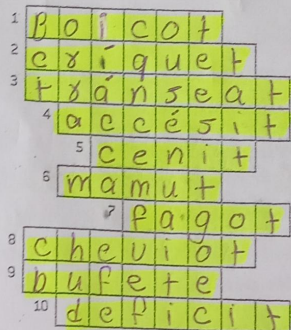 1 Boicot
2 críquet
3 tránseat
4 accésit
5 cenit
6 mamut
7 fagot
8 cheviot
9 bufete
10 deficit